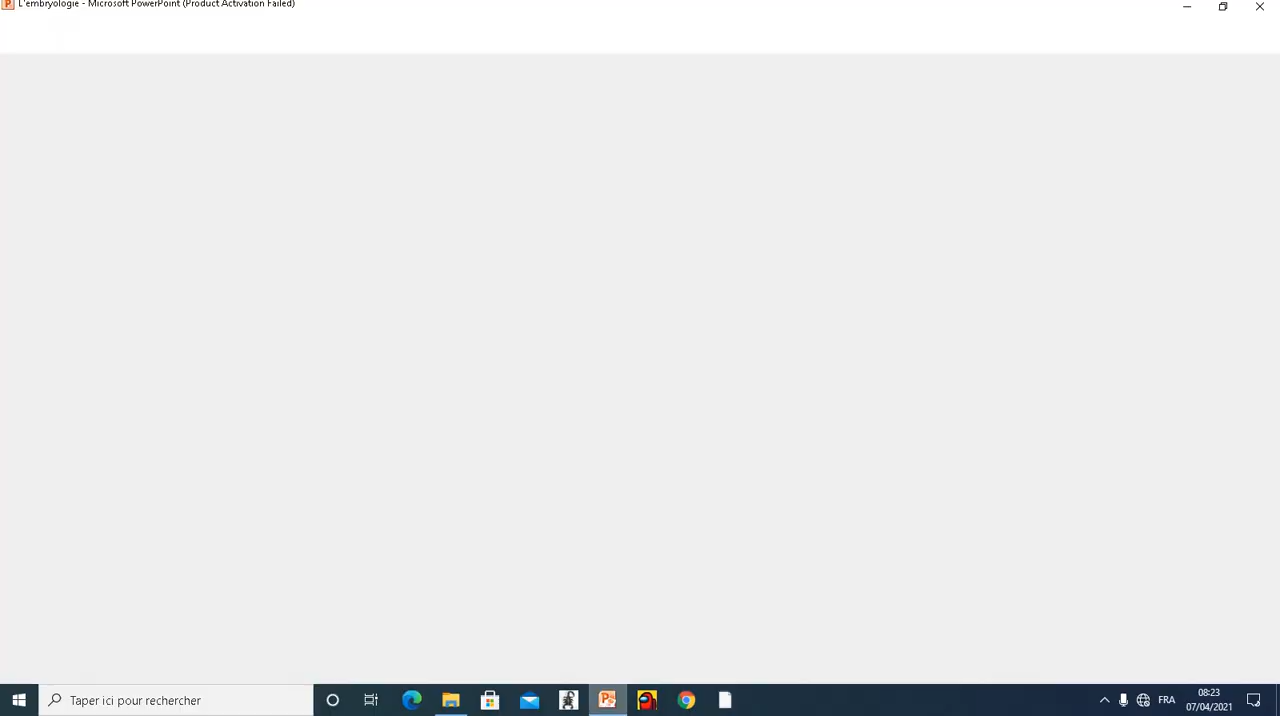 L'embryologie - Microsoft PowerPoint (Product Activation Failed)
Taper ici pour rechercher
FRA
08:23
07/04/2021